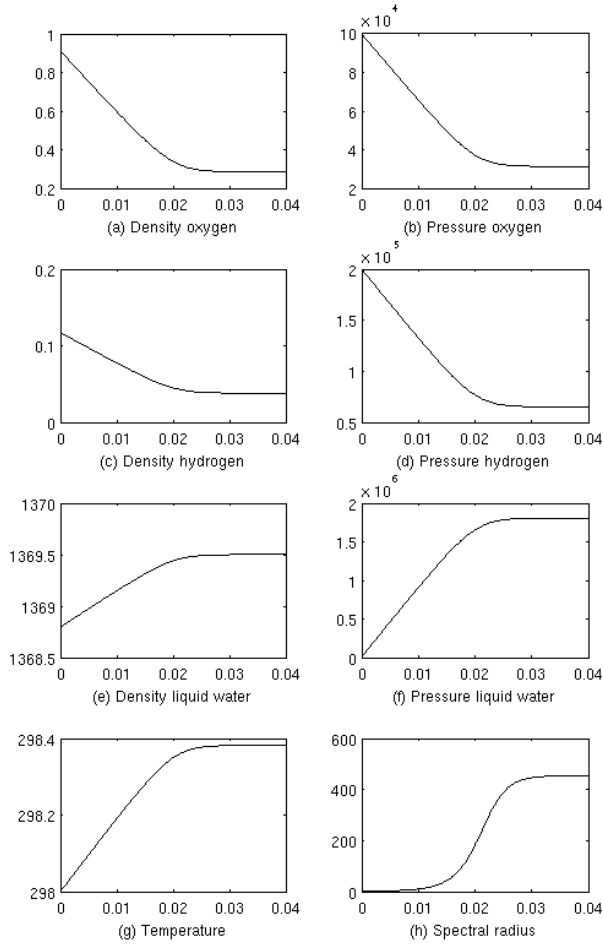 × 10 4
1
0.8
0.6
0.4
0.2
0 0.01 0.02 0.03 0.04
(a) Density oxygen
10
8
6
4
2
0 0.01 0.02 0.03 0.04
(b) Pressure oxygen
0.2
0.1
0
0 0.01 0.02 0.03 0.04
(c) Density hydrogen
× 10 5
2
1.5
1
0.5
0 0.01 0.02 0.03 0.04
(d) Pressure hydrogen
1370
1369.5
1369
1368.5
0 0.01 0.02 0.03 0.04
(e) Density liquid water
× 10 6
2
1.5
1
0.5
0
0 0.01 0.02 0.03 0.04
(f) Pressure liquid water
298.4
298.2
298
0 0.01 0.02 0.03 0.04
(g) Temperature
600
400
200
0
0 0.01 0.02 0.03 0.04
(h) Spectral radius